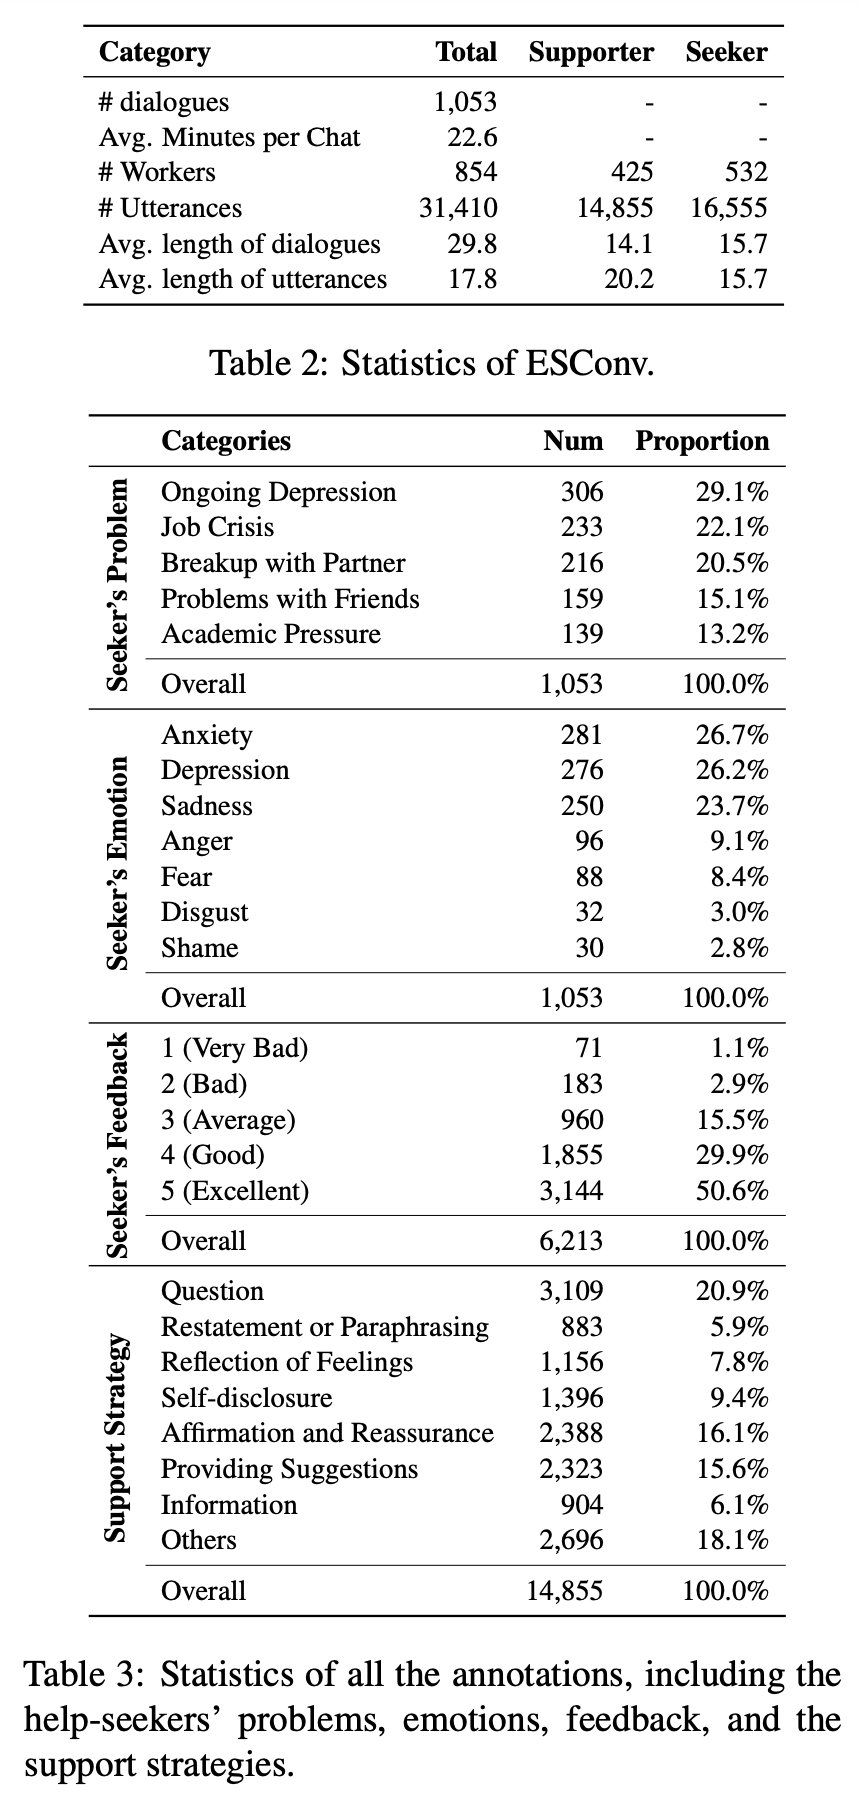 Category Total Supporter Seeker
# dialogues 1,053 - -
Avg. Minutes per Chat 22.6 - -
# Workers 854 425 532
# Utterances 31,410 14,855 16,555
Avg. length of dialogues 29.8 14.1 15.7
Avg. length of utterances 17.8 20.2 15.7
Table 2: Statistics of ESConv.
Categories Num Proportion
Seeker's Problem
Ongoing Depression 306 29.1%
Job Crisis 233 22.1%
Breakup with Partner 216 20.5%
Problems with Friends 159 15.1%
Academic Pressure 139 13.2%
Overall 1,053 100.0%
Seeker's Emotion
Anxiety 281 26.7%
Depression 276 26.2%
Sadness 250 23.7%
Anger 96 9.1%
Fear 88 8.4%
Disgust 32 3.0%
Shame 30 2.8%
Overall 1,053 100.0%
Seeker's Feedback
1 (Very Bad) 71 1.1%
2 (Bad) 183 2.9%
3 (Average) 960 15.5%
4 (Good) 1,855 29.9%
5 (Excellent) 3,144 50.6%
Overall 6,213 100.0%
Support Strategy
Question 3,109 20.9%
Restatement or Paraphrasing 883 5.9%
Reflection of Feelings 1,156 7.8%
Self-disclosure 1,396 9.4%
Affirmation and Reassurance 2,388 16.1%
Providing Suggestions 2,323 15.6%
Information 904 6.1%
Others 2,696 18.1%
Overall 14,855 100.0%
Table 3: Statistics of all the annotations, including the
help-seekers' problems, emotions, feedback, and the
support strategies.